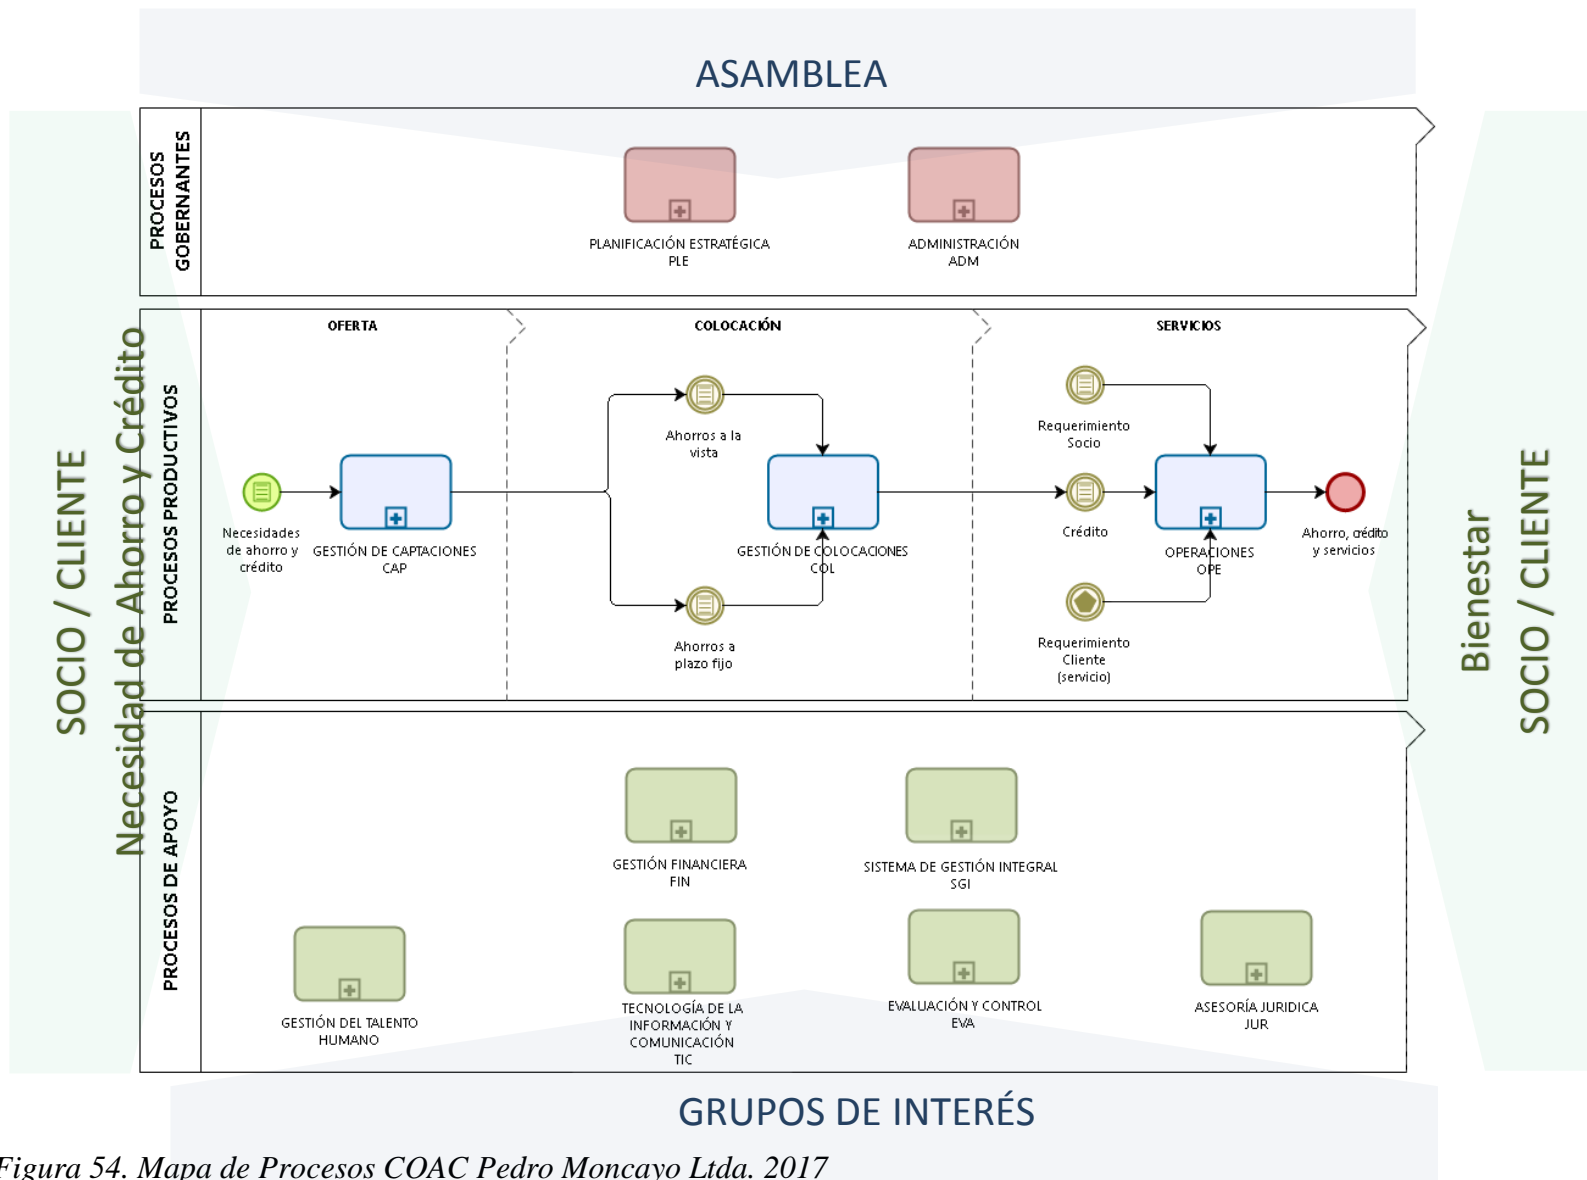 ASAMBLEA
SOCIO / CLIENTE
Necesidad de Ahorro y Crédito
PROCESOS
GOBERNANTES
PLANIFICACIÓN ESTRATÉGICA
PLE
ADMINISTRACIÓN
ADM
PROCESOS PRODUCTIVOS
OFERTA
COLOCACIÓN
SERVICIOS
Necesidades
de ahorro y
crédito
GESTIÓN DE CAPTACIONES
CAP
Ahorros a la
vista
GESTIÓN DE COLOCACIONES
COL
Ahorros a
plazo fijo
Requerimiento
Socio
Crédito
Requerimiento
Cliente
(servicio)
OPERACIONES
OPE
Ahorro, crédito
y servicios
Bienestar
SOCIO / CLIENTE
PROCESOS DE APOYO
GESTIÓN FINANCIERA
FIN
SISTEMA DE GESTIÓN INTEGRAL
SGI
GESTIÓN DEL TALENTO
HUMANO
TECNOLOGÍA DE LA
INFORMACIÓN Y
COMUNICACIÓN
TIC
EVALUACIÓN Y CONTROL
EVA
ASESORÍA JURIDICA
JUR
GRUPOS DE INTERÉS
Figura 54. Mapa de Procesos COAC Pedro Moncayo Ltda. 2017